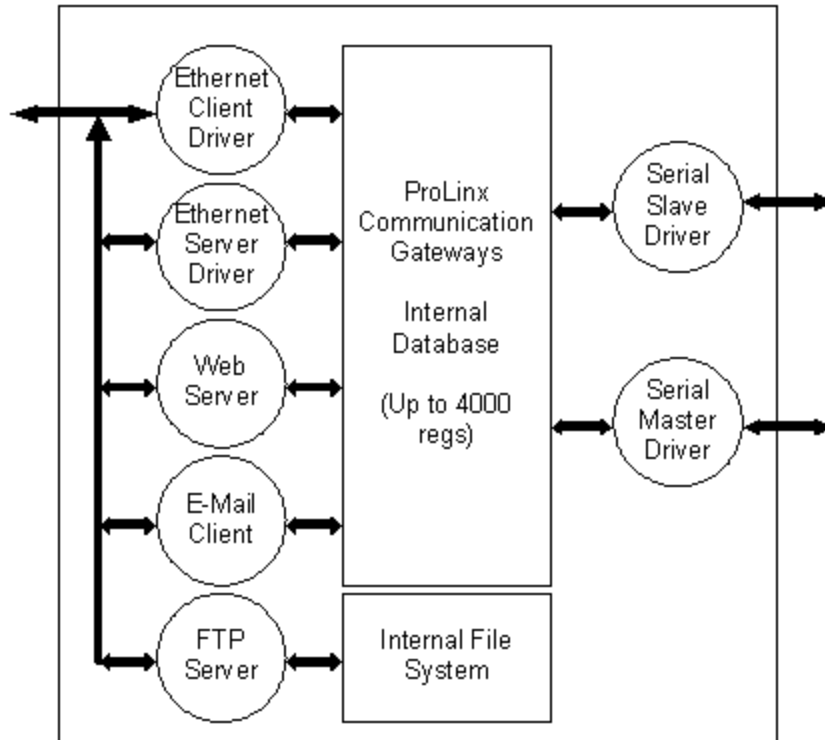 Ethernet
Client
Driver
Ethernet
Server
Driver
Web
Server
E-Mail
Client
FTP
Server
ProLinx
Communication
Gateways
Internal
Database
(Up to 4000
regs)
Internal File
System
Serial
Slave
Driver
Serial
Master
Driver